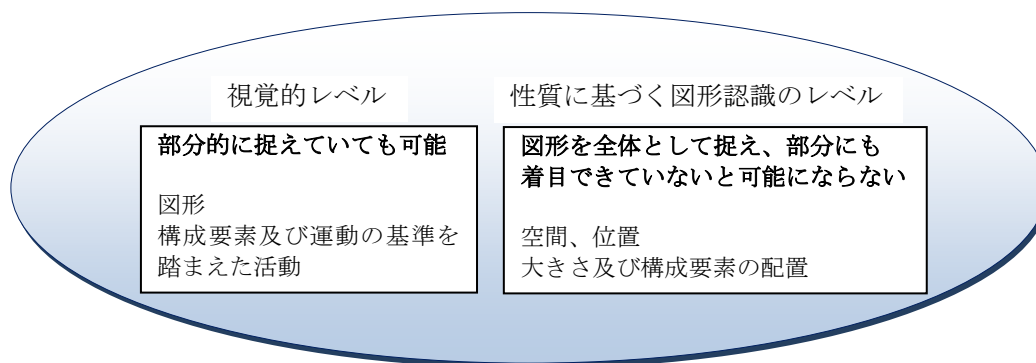 視覚的レベル
部分的に捉えていても可能
図形
構成要素及び運動の基準を
踏まえた活動
性質に基づく図形認識のレベル
図形を全体として捉え、部分にも
着目できていないと可能にならない
空間、位置
大きさ及び構成要素の配置